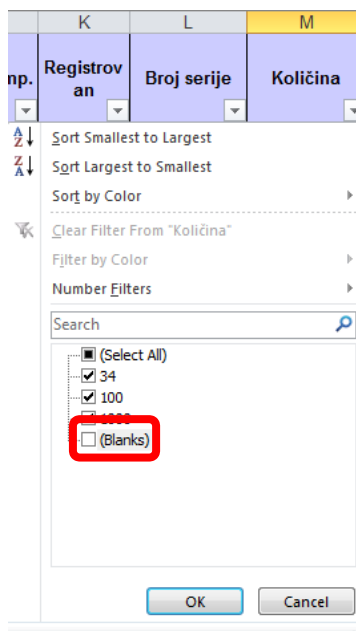 K L M
mp. Registrov an Broj serije Količina
Sort Smallest to Largest
Sort Largest to Smallest
Sort by Color
Clear Filter From "Količina"
Filter by Color
Number Filters
Search
(Select All)
34
100
(Blanks)
OK Cancel